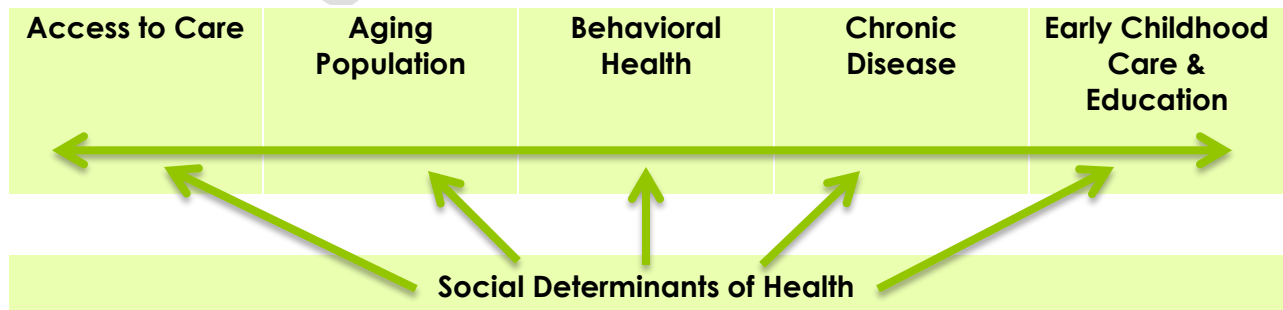 Access to Care
Aging
Population
Behavioral
Health
Chronic
Disease
Early Childhood
Care &
Education
Social Determinants of Health